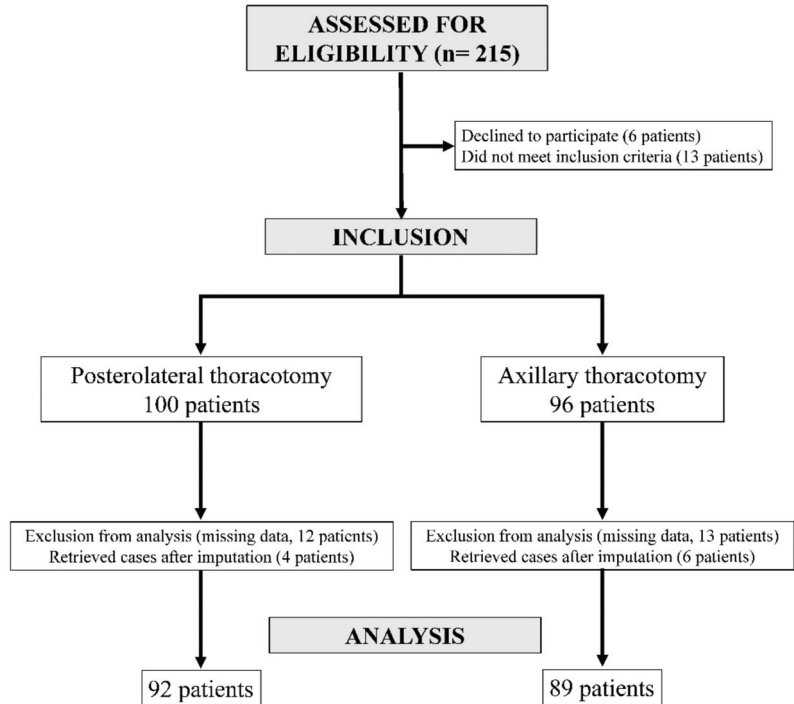 ASSESSED FOR
ELIGIBILITY (n= 215)
Declined to participate (6 patients)
Did not meet inclusion criteria (13 patients)
INCLUSION
Posterolateral thoracotomy
100 patients
Axillary thoracotomy
96 patients
Exclusion from analysis (missing data, 12 patients)
Retrieved cases after imputation (4 patients)
Exclusion from analysis (missing data, 13 patients)
Retrieved cases after imputation (6 patients)
ANALYSIS
92 patients
89 patients